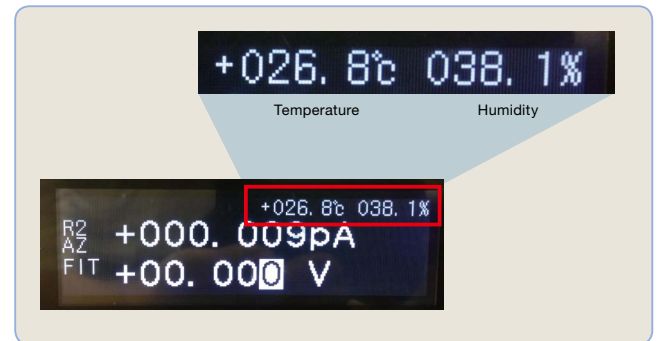 +026. 8℃ 038. 1%
Temperature Humidity
+026. 8℃ 038. 1%
R2
AZ +000. 009pA
FIT +00. 000 V